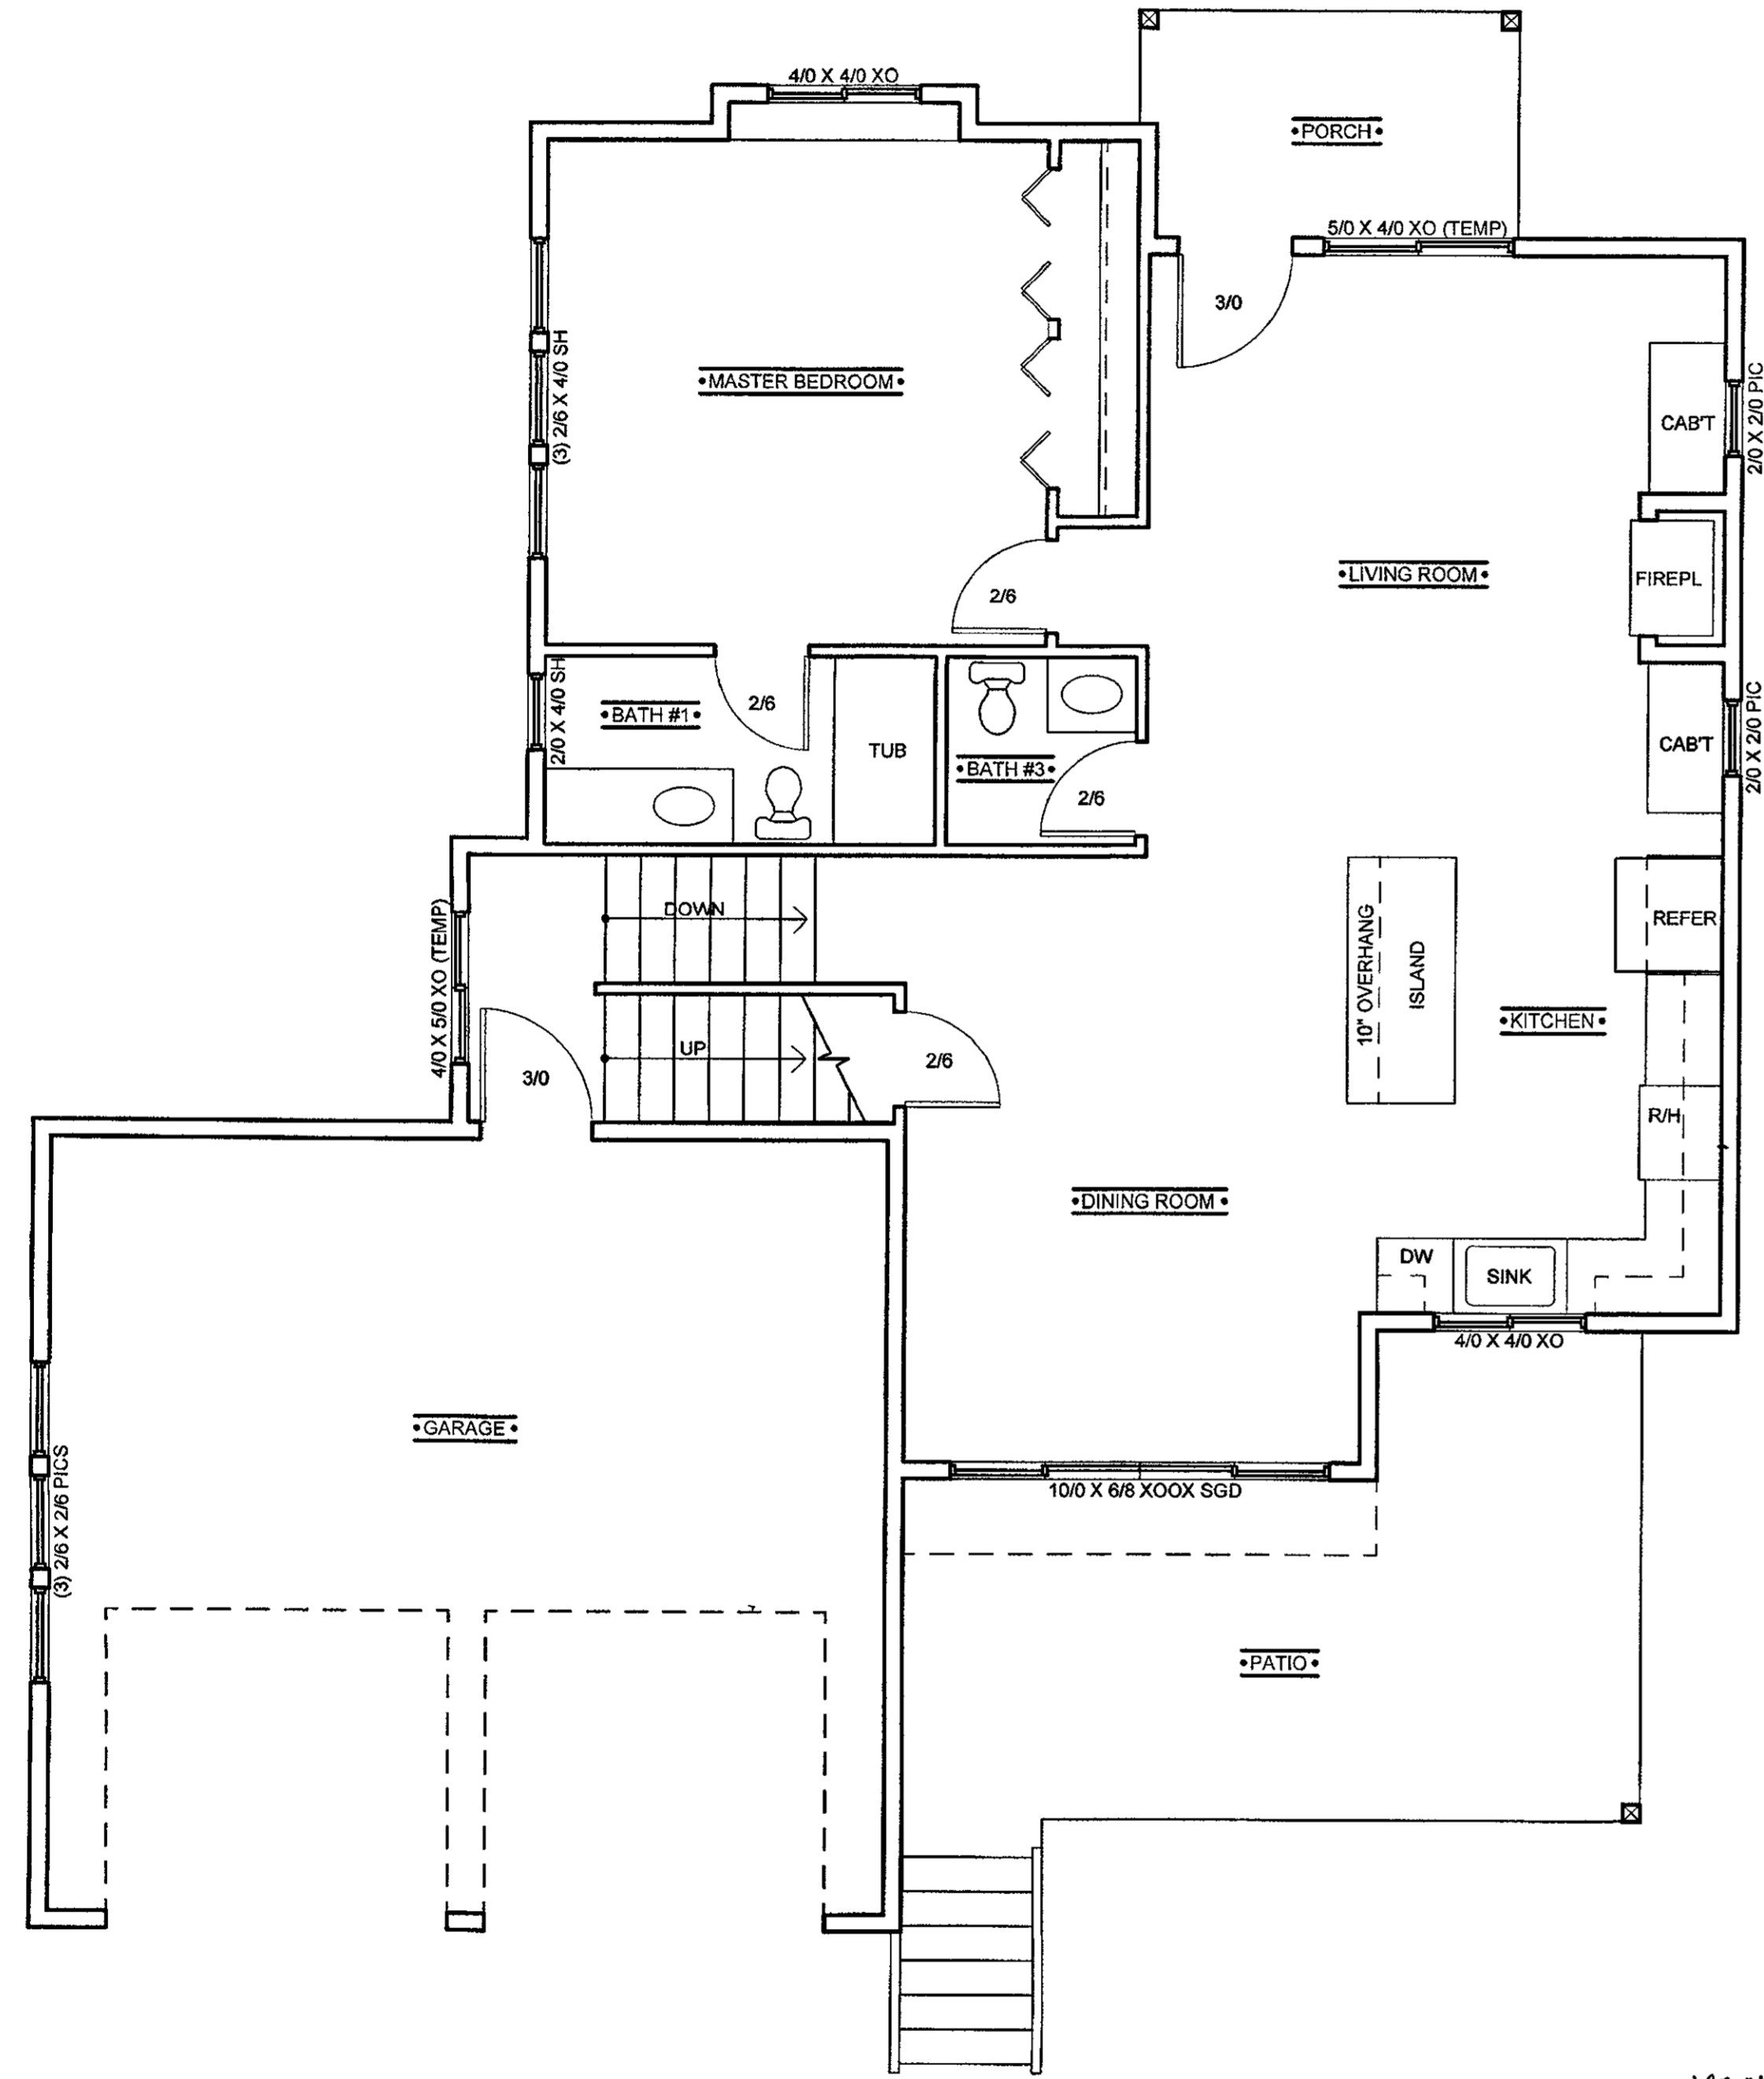 4/0 X 4/0 XO
•PORCH•
5/0 X 4/0 XO (TEMP)
3/0
(3) 2/6 X 4/0 SH
•MASTER BEDROOM•
CAB'T
2/0 X 2/0 PIC
•LIVING ROOM•
FIREPL
2/6
2/0 X 4/0 SH
•BATH #1•
2/6
TUB
•BATH #3•
2/6
CAB'T
2/0 X 2/0 PIC
DOWN
4/0 X 5/0 XO (TEMP)
10" OVERHANG
ISLAND
REFER
•KITCHEN•
UP
2/6
3/0
R/H
•DINING ROOM•
DW
SINK
4/0 X 4/0 XO
•GARAGE•
10/0 X 6/8 XOOX SGD
(3) 2/6 X 2/6 PICS
•PATIO•